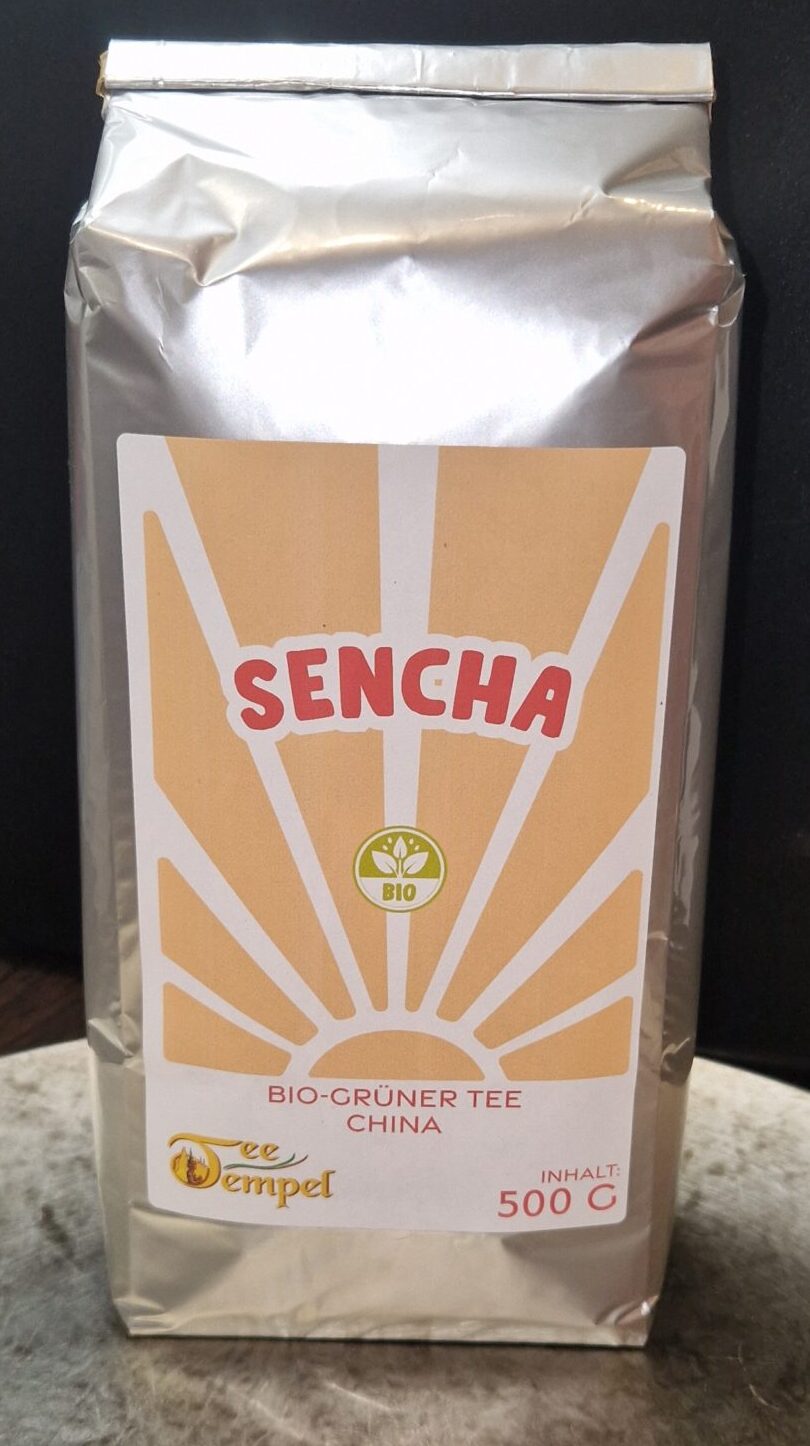 SENCHA
BIO
BIO-GRÜNER TEE
CHINA
Tee
Tempel
INHALT:
500 G